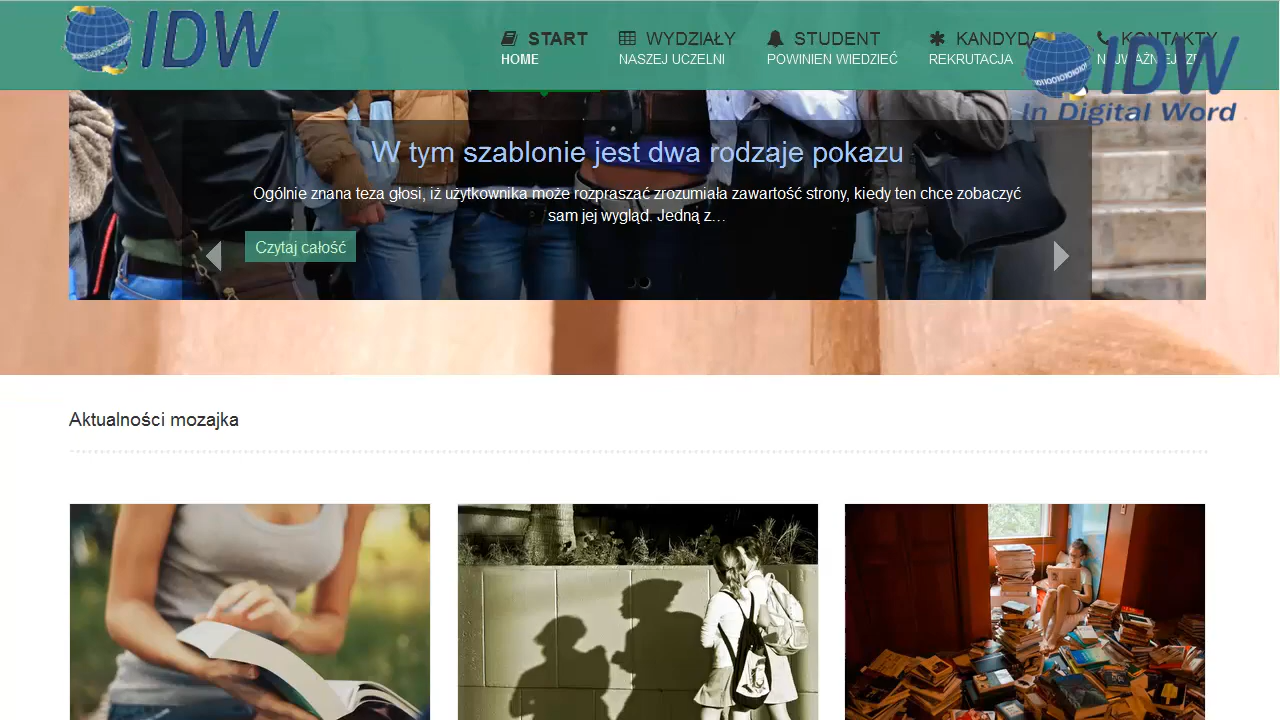 IDW
START
HOME
WYDZIAŁY
NASZEJ UCZELNI
STUDENT
POWINIEN WIEDZIEĆ
REKRUTACJA
KONTAKTY
IDW
In Digital Word
W tym szablonie jest dwa rodzaje pokazu
Ogólnie znana teza głosi, iż użytkownika może rozpraszać zrozumiała zawartość strony, kiedy ten chce zobaczyć
sam jej wygląd. Jedną z…
Czytaj całość
Aktualności mozajka